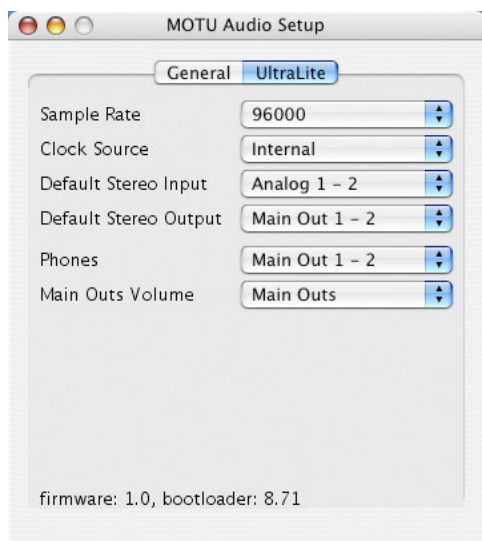 MOTU Audio Setup
General UltraLite
Sample Rate 96000
Clock Source Internal
Default Stereo Input Analog 1 – 2
Default Stereo Output Main Out 1 – 2
Phones Main Out 1 – 2
Main Outs Volume Main Outs
firmware: 1.0, bootloader: 8.71